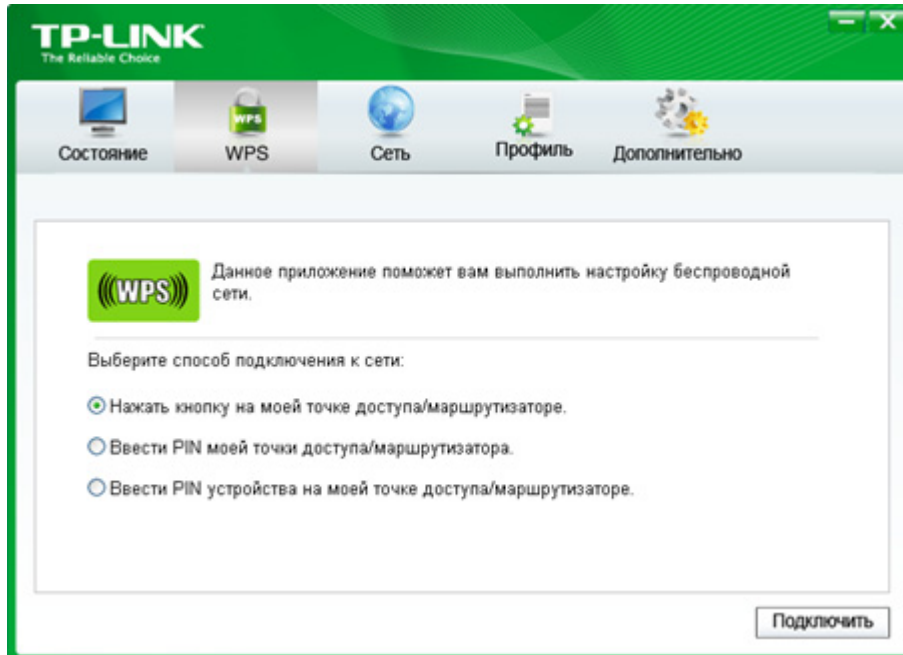 TP-LINK
The Reliable Choice
WPS
Состояние
WPS
Сеть
Профиль
Дополнительно
WPS
Данное приложение поможет вам выполнить настройку беспроводной
сети.
Выберите способ подключения к сети:
Нажать кнопку на моей точке доступа/маршрутизаторе.
Ввести PIN моей точки доступа/маршрутизатора.
Ввести PIN устройства на моей точке доступа/маршрутизаторе.
Подключить